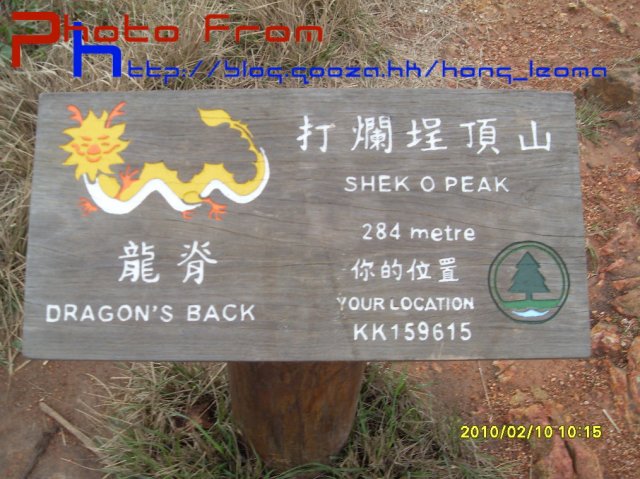 Photo From
Http://blog.qooza.hk/hong_leoma
打爛埕頂山
SHEK O PEAK
284 metre
你的位置
YOUR LOCATION
KK159615
龍脊
DRAGON'S BACK
2010/02/10 10:15